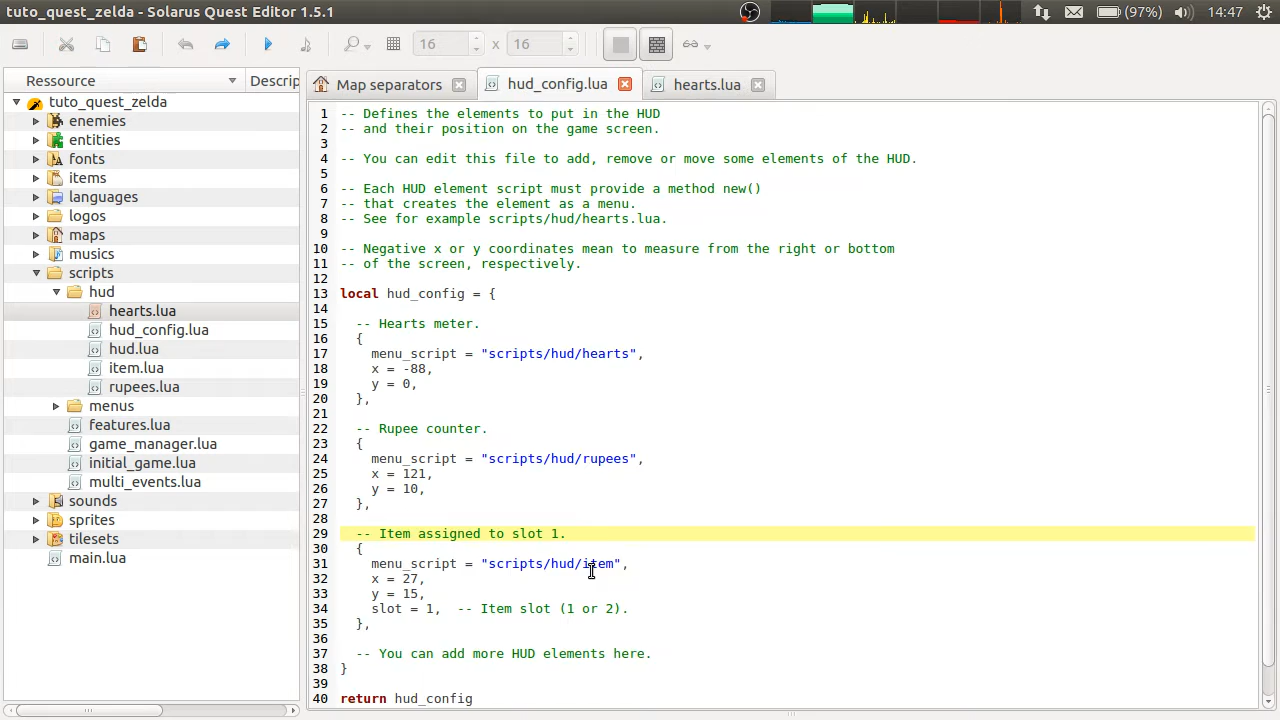 tuto_quest_zelda - Solarus Quest Editor 1.5.1
(97%)
14:47
16 x 16
Ressource
Descrip
Map separators
hud_config.lua
hearts.lua
tuto_quest_zelda
enemies
entities
fonts
items
languages
logos
maps
musics
scripts
hud
hearts.lua
hud_config.lua
hud.lua
item.lua
rupees.lua
menus
features.lua
game_manager.lua
initial_game.lua
multi_events.lua
sounds
sprites
tilesets
main.lua
1 -- Defines the elements to put in the HUD
2 -- and their position on the game screen.
3
4 -- You can edit this file to add, remove or move some elements of the HUD.
5
6 -- Each HUD element script must provide a method new()
7 -- that creates the element as a menu.
8 -- See for example scripts/hud/hearts.lua.
9
10 -- Negative x or y coordinates mean to measure from the right or bottom
11 -- of the screen, respectively.
12
13 local hud_config = {
14
15 -- Hearts meter.
16 {
17 menu_script = "scripts/hud/hearts",
18 x = -88,
19 y = 0,
20 },
21
22 -- Rupee counter.
23 {
24 menu_script = "scripts/hud/rupees",
25 x = 121,
26 y = 10,
27 },
28
29 -- Item assigned to slot 1.
30 {
31 menu_script = "scripts/hud/item",
32 x = 27,
33 y = 15,
34 slot = 1, -- Item slot (1 or 2).
35 },
36
37 -- You can add more HUD elements here.
38 }
39
40 return hud_config